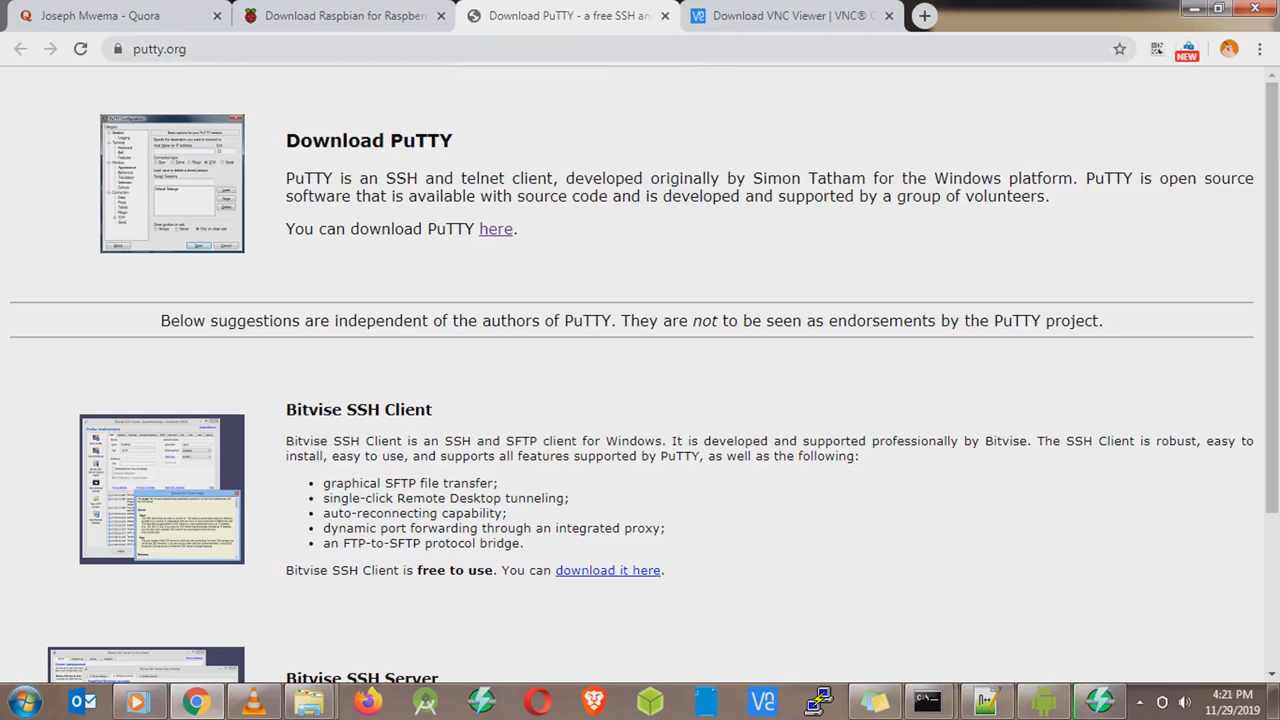 Joseph Mwema - Quora
Download Raspbian for Raspber
Download PuTTY - a free SSH an
Download VNC Viewer | VNC® C
putty.org
NEW
Download PuTTY
PuTTY is an SSH and telnet client, developed originally by Simon Tatham for the Windows platform. PuTTY is open source
software that is available with source code and is developed and supported by a group of volunteers.
You can download PuTTY here.
Below suggestions are independent of the authors of PuTTY. They are not to be seen as endorsements by the PuTTY project.
Bitvise SSH Client
Bitvise SSH Client is an SSH and SFTP client for Windows. It is developed and supported professionally by Bitvise. The SSH Client is robust, easy to
install, easy to use, and supports all features supported by PuTTY, as well as the following:
graphical SFTP file transfer;
single-click Remote Desktop tunneling;
auto-reconnecting capability;
dynamic port forwarding through an integrated proxy;
an FTP-to-SFTP protocol bridge.
Bitvise SSH Client is free to use. You can download it here.
Bitvise SSH Server
4:21 PM
11/29/2019